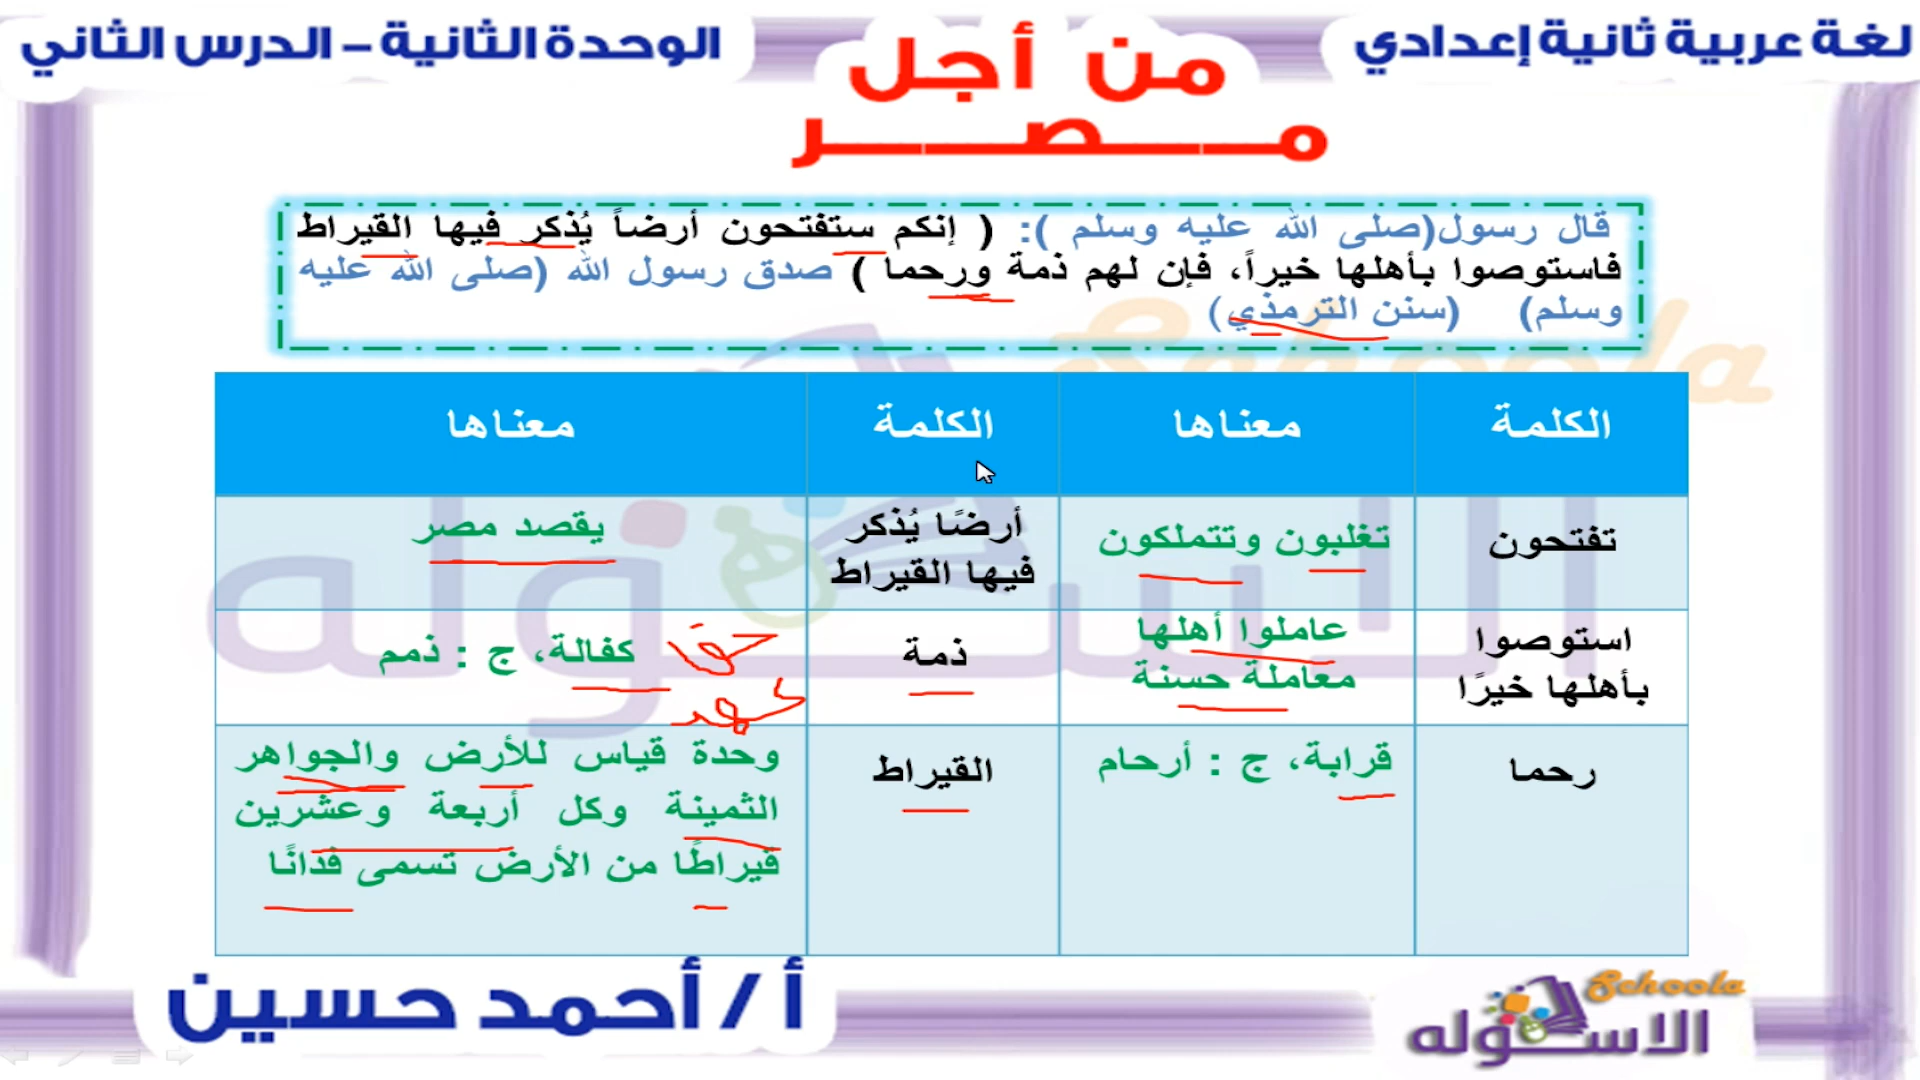 لغة عربية ثانية إعدادي
من أجل
مـــصـــر
الوحدة الثانية – الدرس الثاني
قال رسول(صلى الله عليه وسلم ): ( إنكم ستفتحون أرضاً يُذكر فيها القيراط
فاستوصوا بأهلها خيراً، فإن لهم ذمة ورحما ) صدق رسول الله (صلى الله عليه
وسلم) (سنن الترمذي)
الكلمة معناها الكلمة معناها
تفتحون
تغلبون وتتملكون
أرضًا يُذكر
فيها القيراط
يقصد مصر
استوصوا
بأهلها خيرًا
عاملوا أهلها
معاملة حسنة
ذمة
كفالة، ج : ذمم
حق
عهد
رحما
قرابة، ج : أرحام
القيراط
وحدة قياس للأرض والجواهر
الثمينة وكل أربعة وعشرين
قيراطًا من الأرض تسمى فدانًا
أ / أحمد حسين
Schoola
الاسكوله